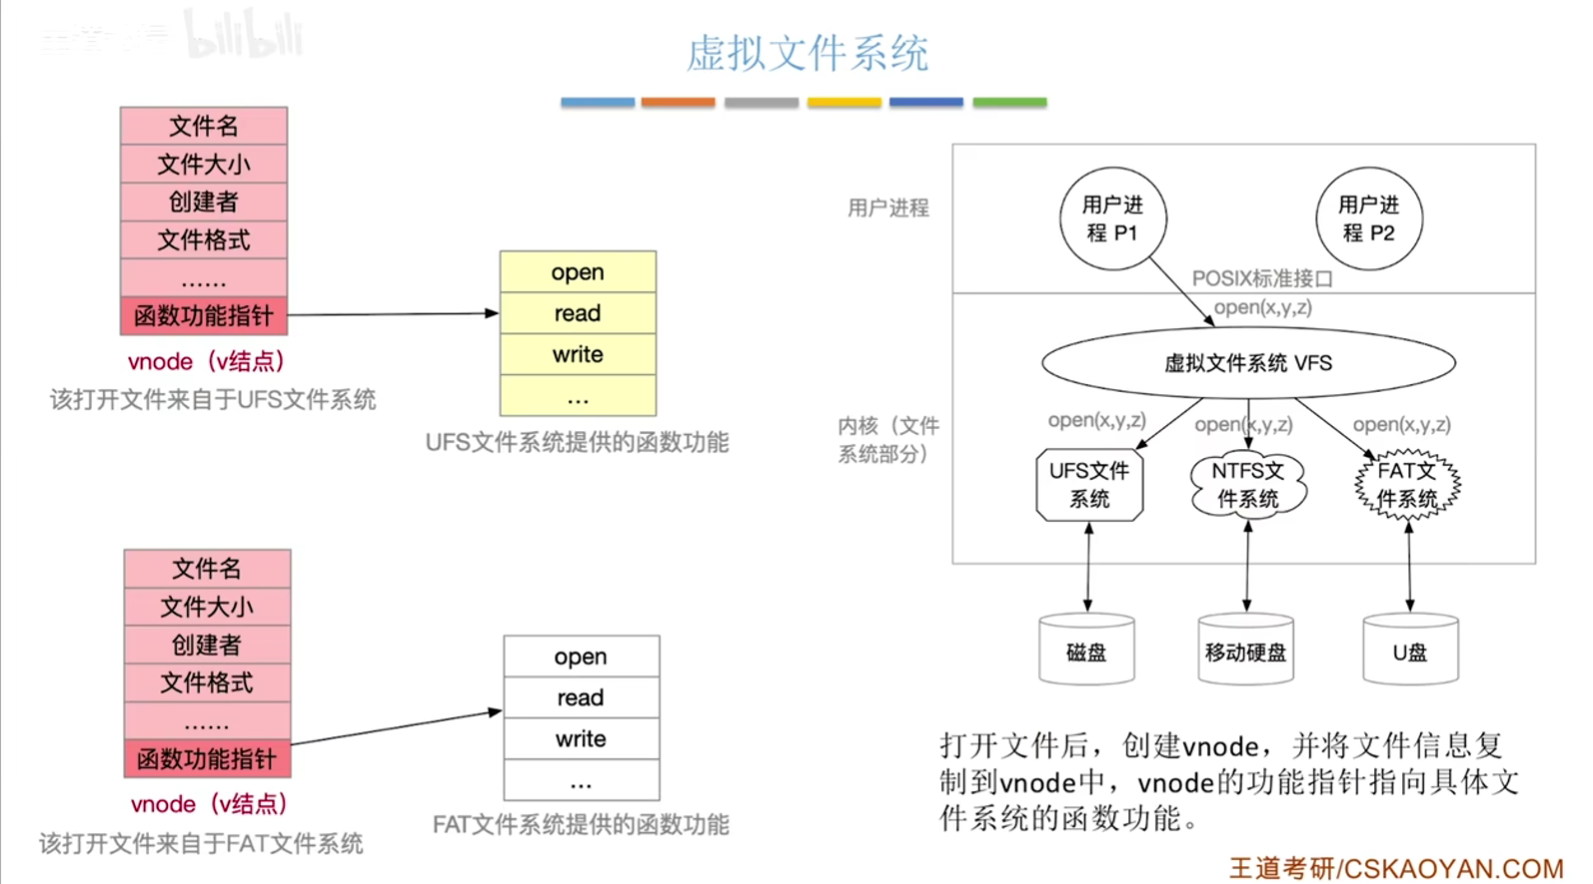 bilibili
虚拟文件系统
文件名
文件大小
创建者
文件格式
......
函数功能指针
vnode（v结点）
该打开文件来自于UFS文件系统
open
read
write
...
UFS文件系统提供的函数功能
文件名
文件大小
创建者
文件格式
......
函数功能指针
vnode（v结点）
该打开文件来自于FAT文件系统
open
read
write
...
FAT文件系统提供的函数功能
用户进程
用户进
程 P1
用户进
程 P2
POSIX标准接口
open(x,y,z)
虚拟文件系统 VFS
内核（文件
系统部分）
open(x,y,z)
open(x,y,z)
open(x,y,z)
UFS文件
系统
NTFS文
件系统
FAT文
件系统
磁盘
移动硬盘
U盘
打开文件后，创建vnode，并将文件信息复
制到vnode中，vnode的功能指针指向具体文
件系统的函数功能。
王道考研/CSKAOYAN.COM